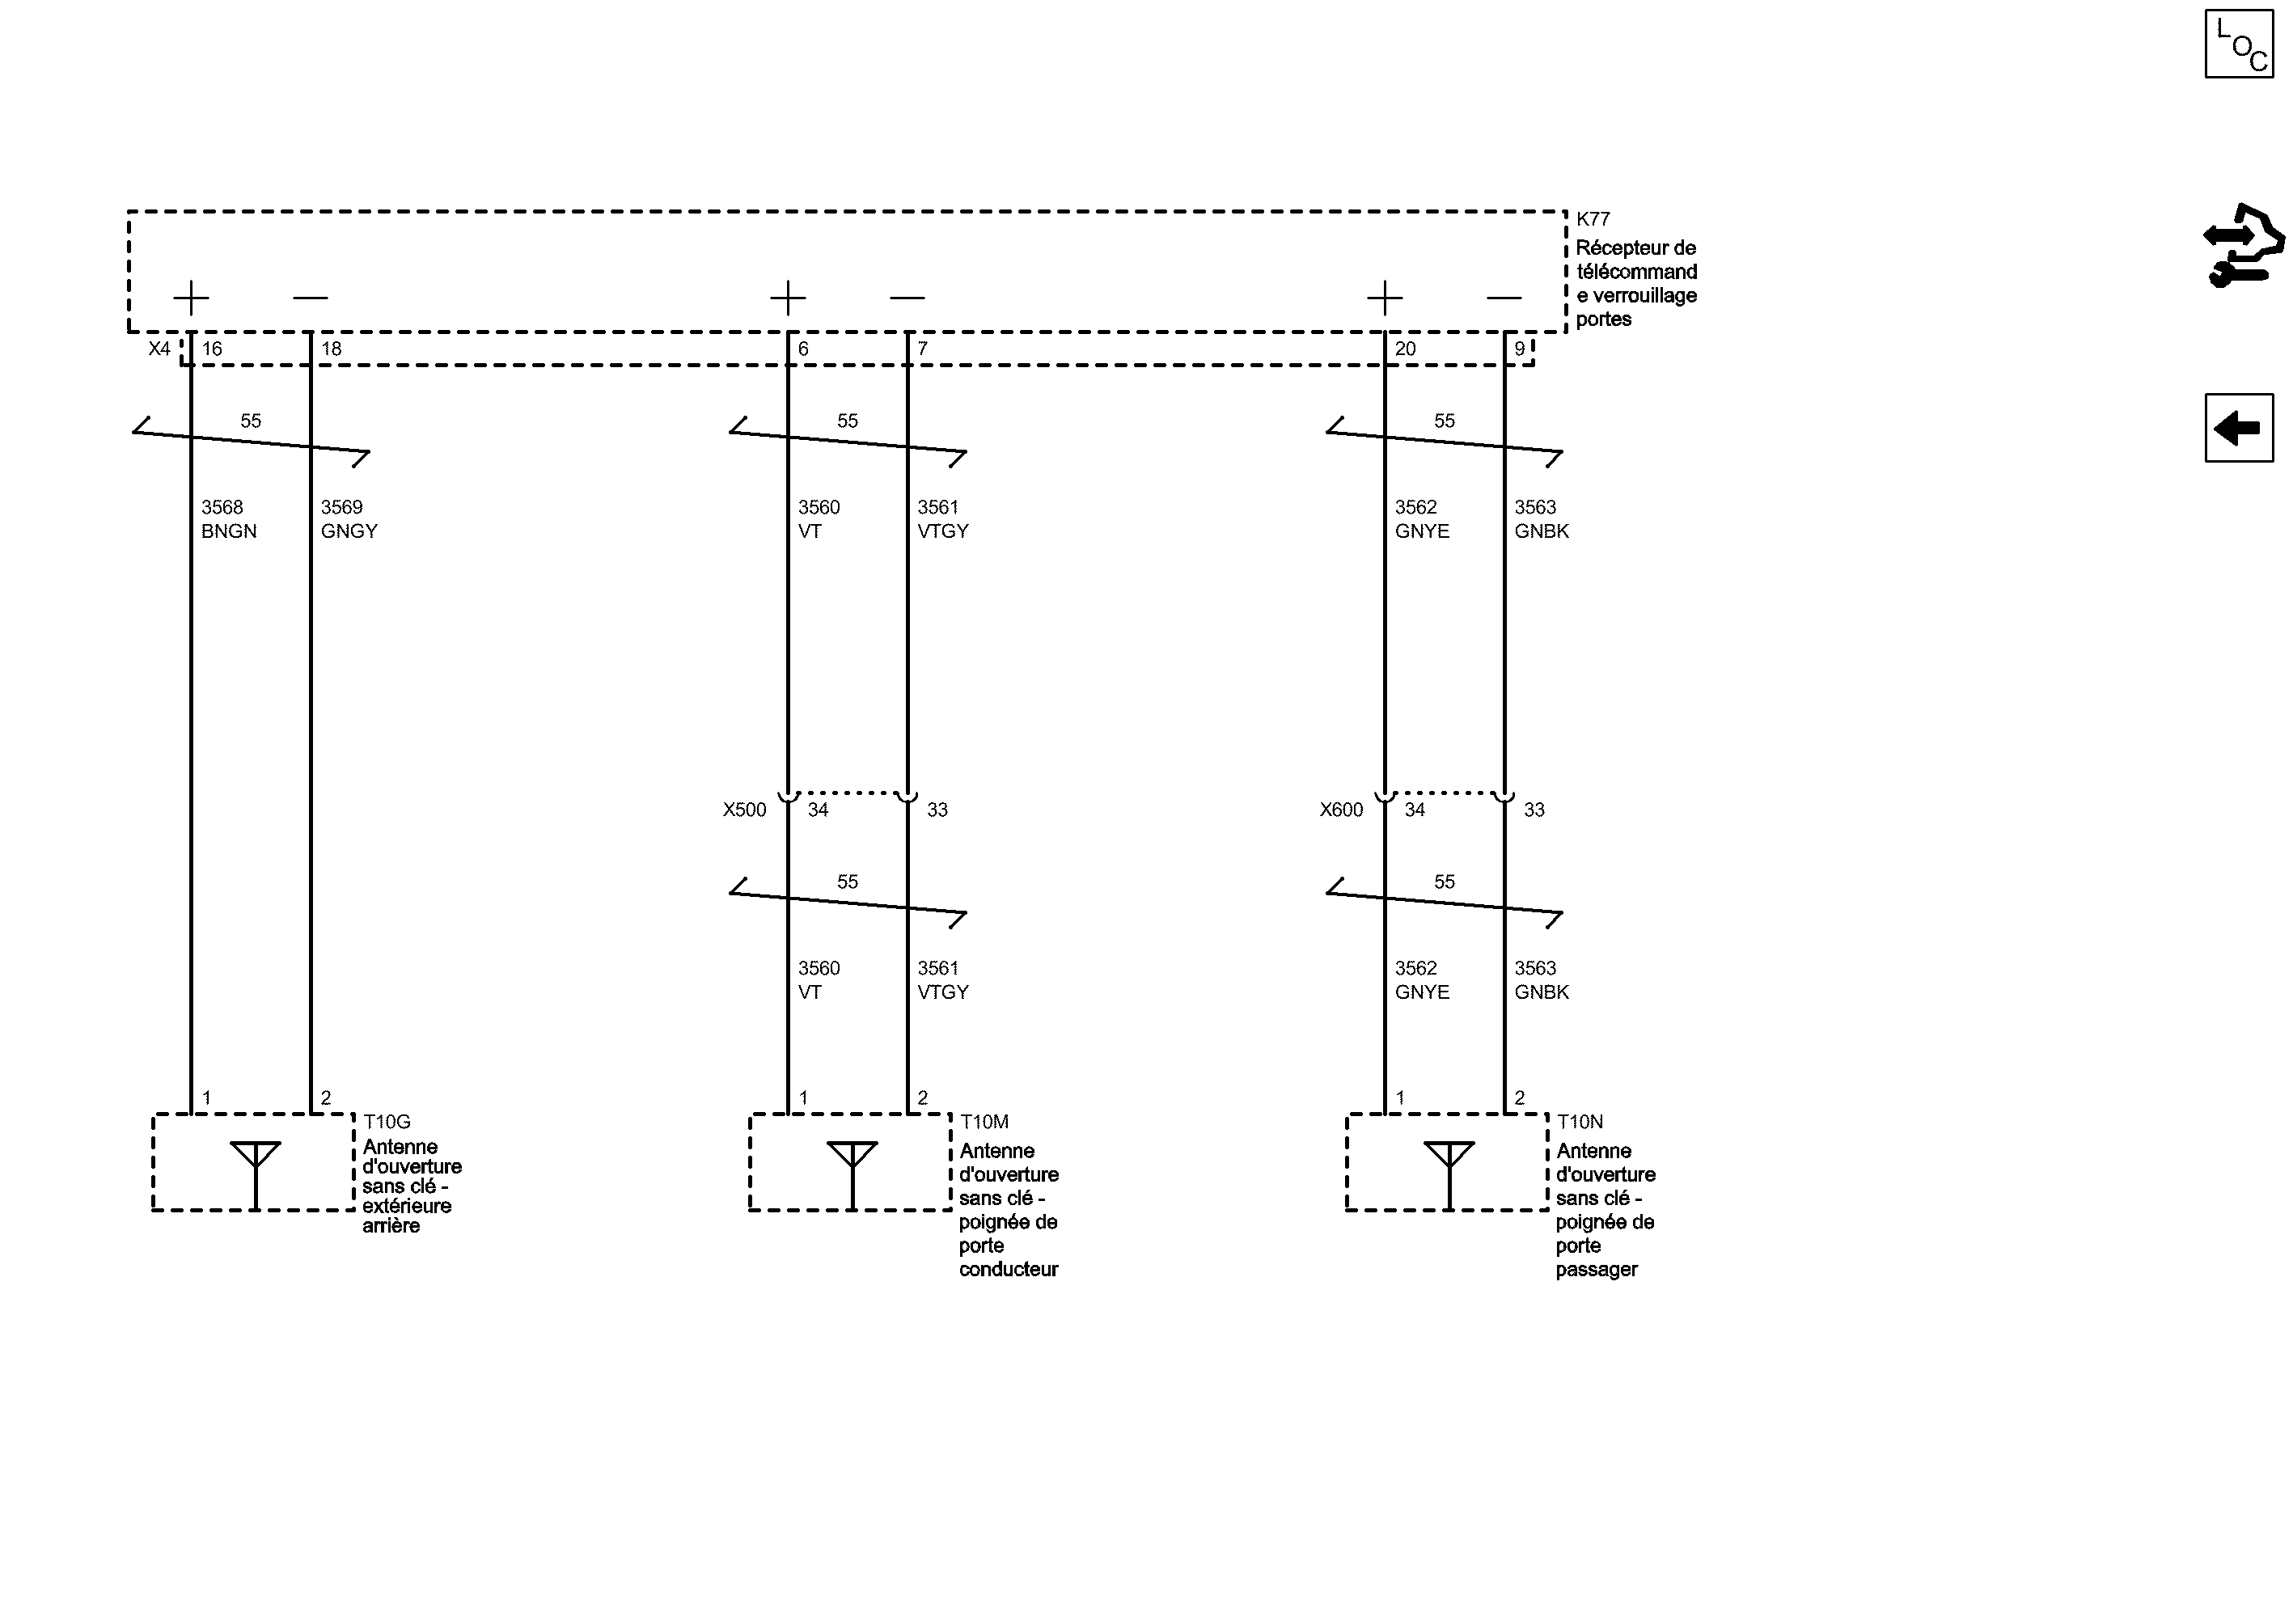 L
O
C
K77
Récepteur de
télécommand
e verrouillage
portes
X4 16 18 6 7 20 9
55 55 55
3568 3569 3560 3561 3562 3563
BNGN GNGY VT VTGY GNYE GNBK
X500 34 33 X600 34 33
55 55
3560 3561 3562 3563
VT VTGY GNYE GNBK
1 2 1 2 1 2
T10G
Antenne
d'ouverture
sans clé -
extérieure
arrière
T10M
Antenne
d'ouverture
sans clé -
poignée de
porte
conducteur
T10N
Antenne
d'ouverture
sans clé -
poignée de
porte
passager